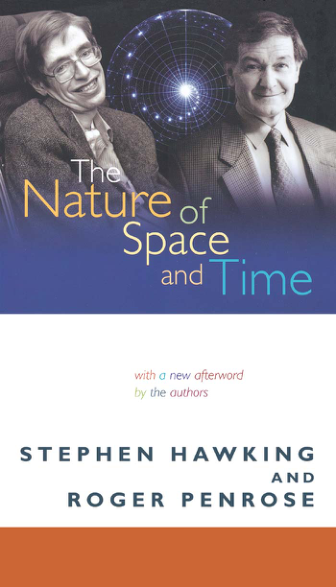 The
Nature of
Space
and Time
with a new afterword
by the authors
STEPHEN HAWKING
AND
ROGER PENROSE